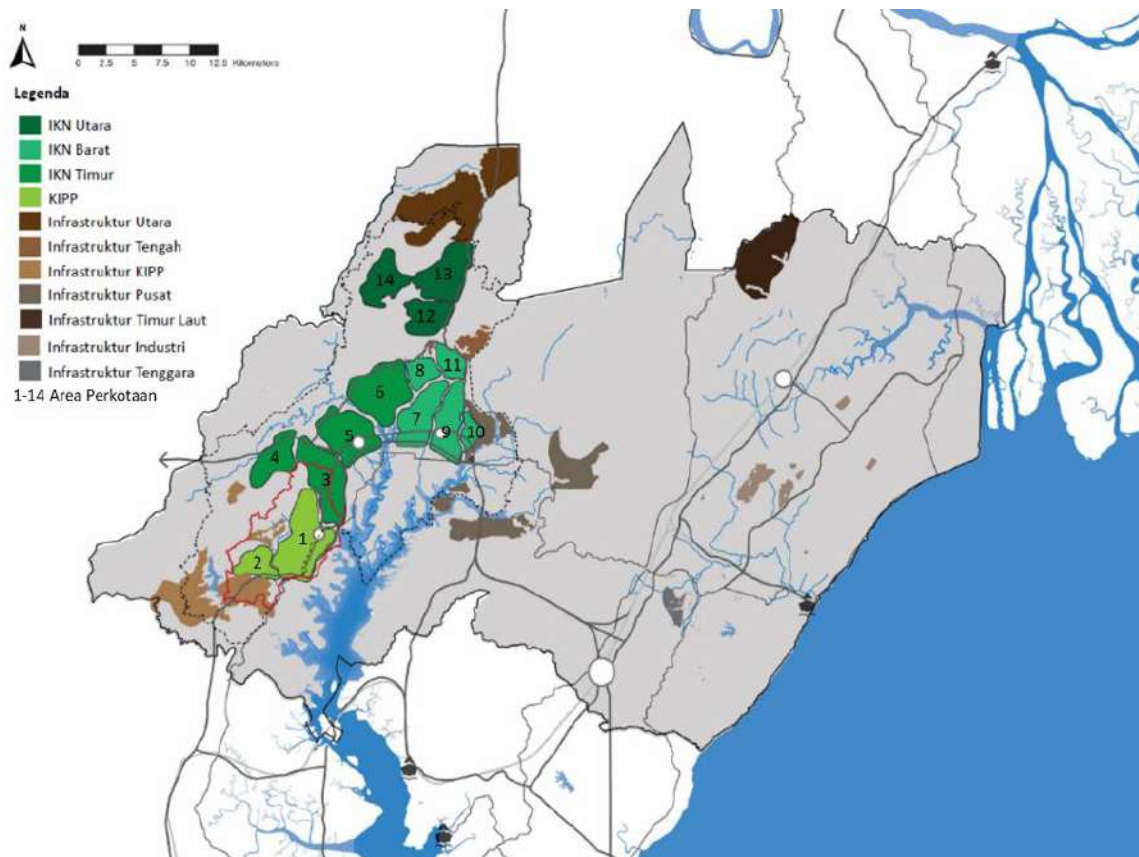 N
0 2.5 5 7.5 10 12.5 Kilometers
Legenda
IKN Utara
IKN Barat
IKN Timur
KIPP
Infrastruktur Utara
Infrastruktur Tengah
Infrastruktur KIPP
Infrastruktur Pusat
Infrastruktur Timur Laut
Infrastruktur Industri
Infrastruktur Tenggara
1-14 Area Perkotaan
14
13
12
11
8
6
7
9
10
5
4
3
1
2